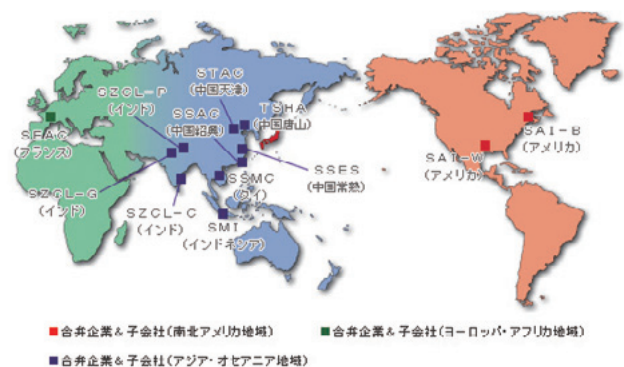 STAC
(中国天津)
SZCL-P
(インド)
TSHA
(中国唐山)
SSAC
(中国紹興)
SEAC
(フランス)
SAI-B
(アメリカ)
SAI-W
(アメリカ)
SSES
(中国常熟)
SSMC
(タイ)
SZCL-G
(インド)
SZCL-C
(インド)
SMI
(インドネシア)
■合弁企業&子会社(南北アメリカ地域)
■合弁企業&子会社(ヨーロッパ・アフリカ地域)
■合弁企業&子会社(アジア・オセアニア地域)